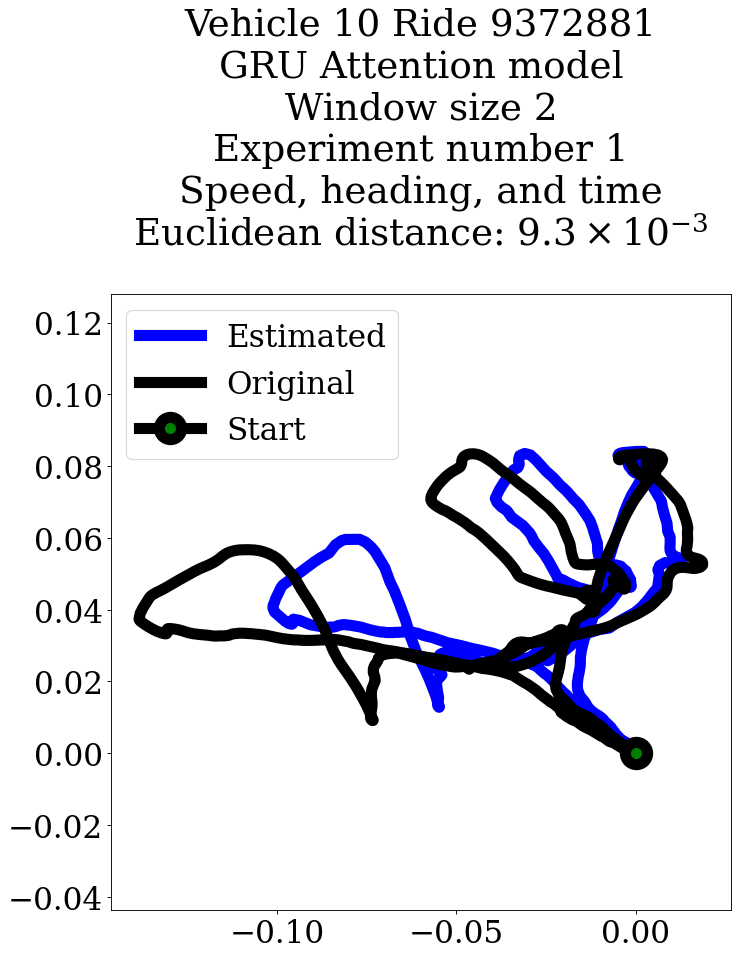 Vehicle 10 Ride 9372881
GRU Attention model
Window size 2
Experiment number 1
Speed, heading, and time
Euclidean distance: 9.3 × 10⁻³
Estimated
Original
Start
0.12
0.10
0.08
0.06
0.04
0.02
0.00
−0.02
−0.04
−0.10
−0.05
0.00